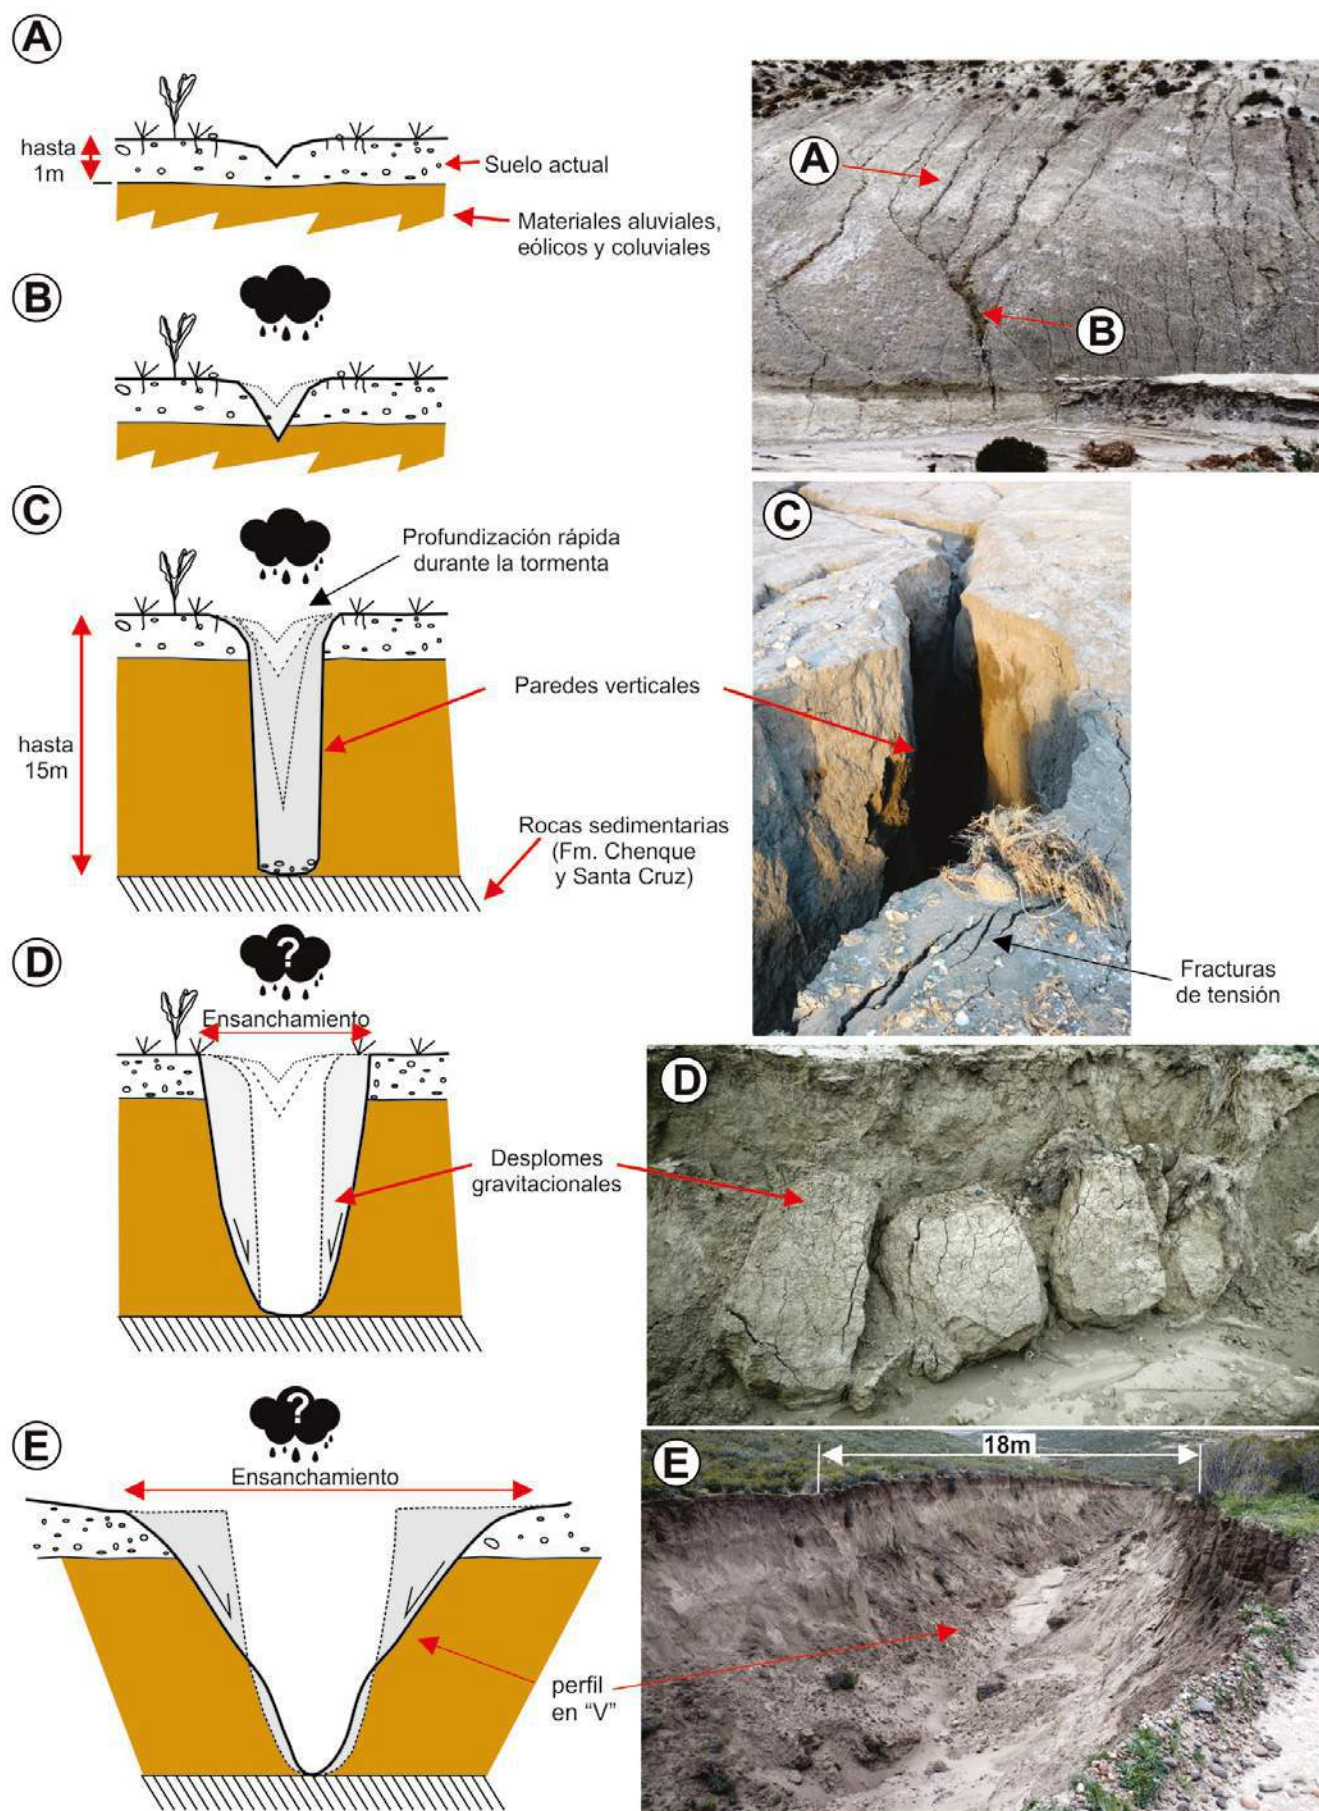 A
hasta
1m
Suelo actual
Materiales aluviales,
eólicos y coluviales
A
B
B
C
Profundización rápida
durante la tormenta
hasta
15m
Paredes verticales
Rocas sedimentarias
(Fm. Chenque
y Santa Cruz)
C
Fracturas
de tensión
D
?
Ensanchamiento
Desplomes
gravitacionales
D
E
?
Ensanchamiento
perfil
en “V”
E
18m